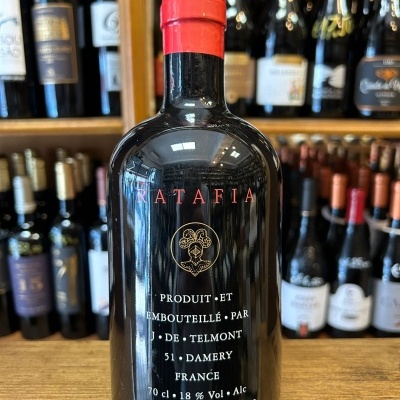 RATAFIA
PRODUIT • ET
EMBOUTEILLÉ • PAR
J • DE • TELMONT
51 • DAMERY
FRANCE
70 cl • 18 % Vol • Alc